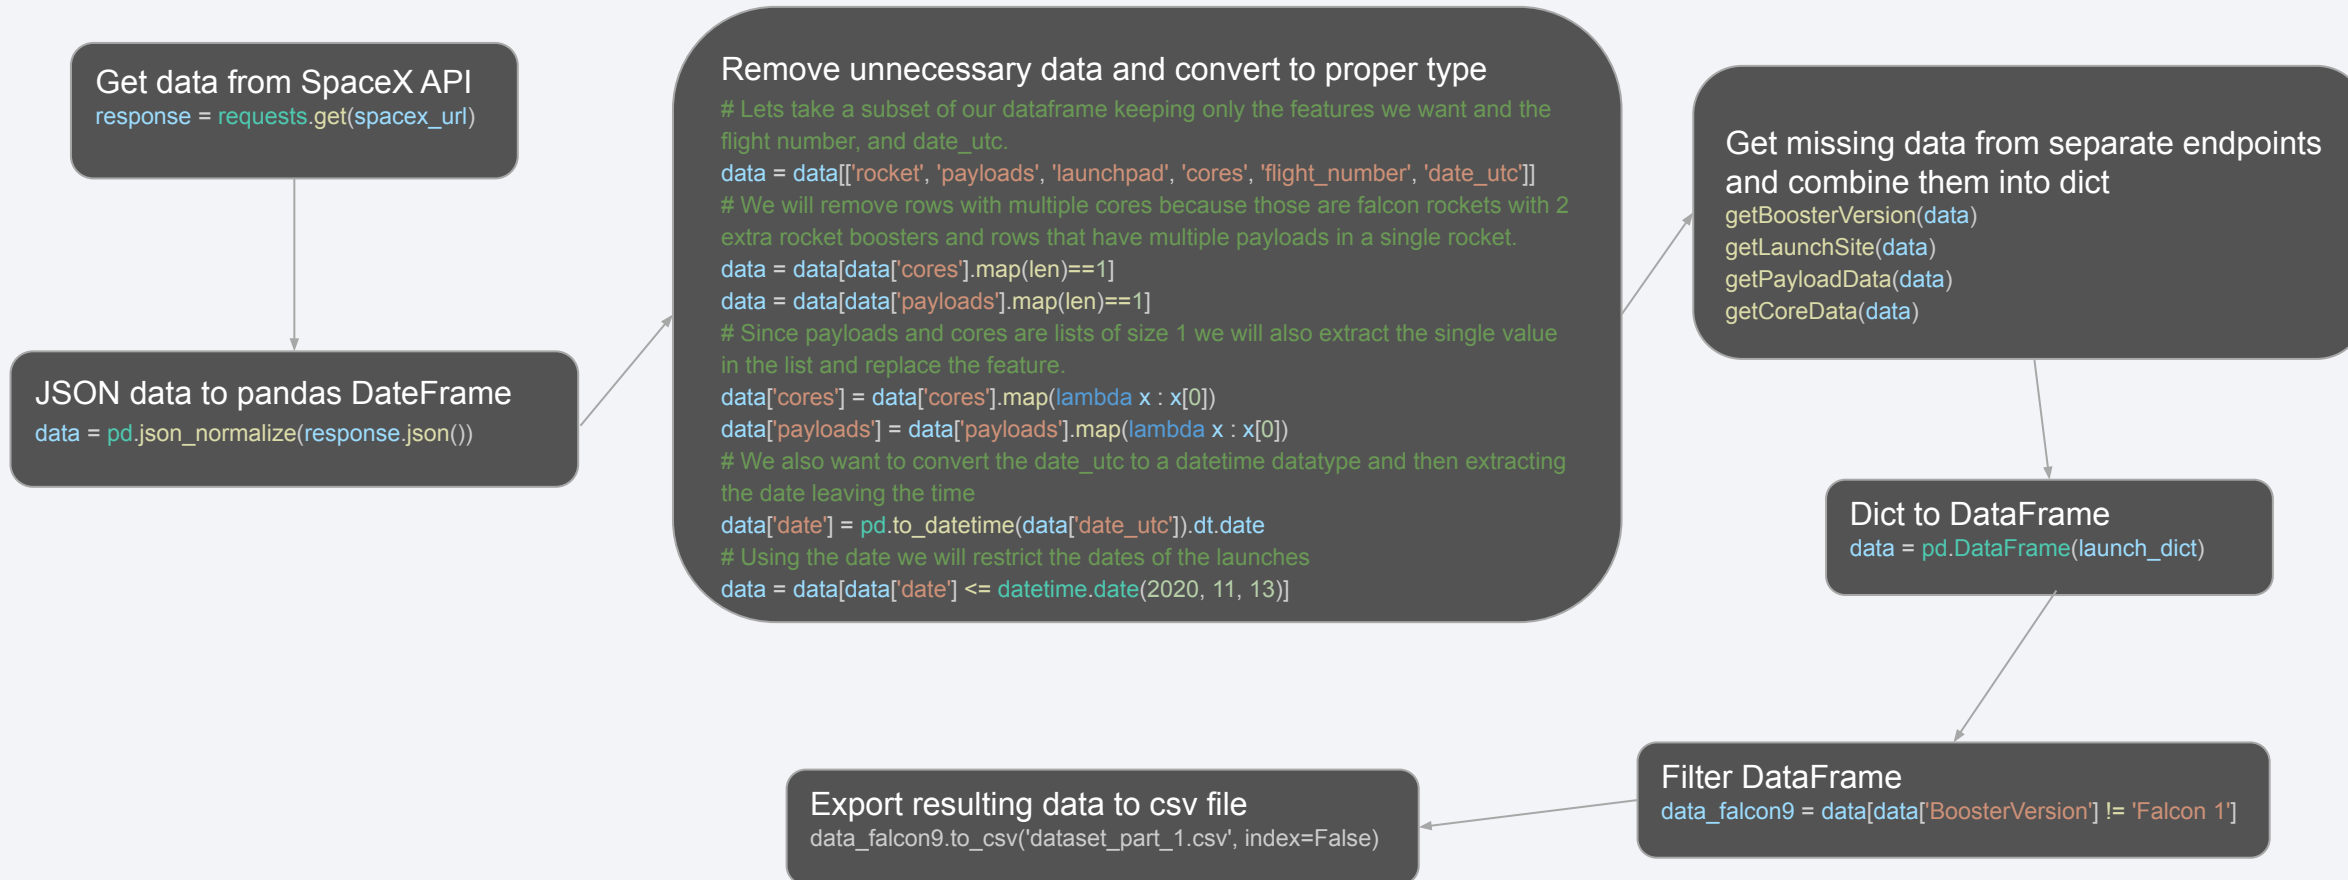 Get data from SpaceX API
response = requests.get(spacex_url)
JSON data to pandas DateFrame
data = pd.json_normalize(response.json())
Remove unnecessary data and convert to proper type
# Lets take a subset of our dataframe keeping only the features we want and the
flight number, and date_utc.
data = data[['rocket', 'payloads', 'launchpad', 'cores', 'flight_number', 'date_utc']]
# We will remove rows with multiple cores because those are falcon rockets with 2
extra rocket boosters and rows that have multiple payloads in a single rocket.
data = data[data['cores'].map(len)==1]
data = data[data['payloads'].map(len)==1]
# Since payloads and cores are lists of size 1 we will also extract the single value
in the list and replace the feature.
data['cores'] = data['cores'].map(lambda x : x[0])
data['payloads'] = data['payloads'].map(lambda x : x[0])
# We also want to convert the date_utc to a datetime datatype and then extracting
the date leaving the time
data['date'] = pd.to_datetime(data['date_utc']).dt.date
# Using the date we will restrict the dates of the launches
data = data[data['date'] <= datetime.date(2020, 11, 13)]
Get missing data from separate endpoints
and combine them into dict
getBoosterVersion(data)
getLaunchSite(data)
getPayloadData(data)
getCoreData(data)
Dict to DataFrame
data = pd.DataFrame(launch_dict)
Filter DataFrame
data_falcon9 = data[data['BoosterVersion'] != 'Falcon 1']
Export resulting data to csv file
data_falcon9.to_csv('dataset_part_1.csv', index=False)